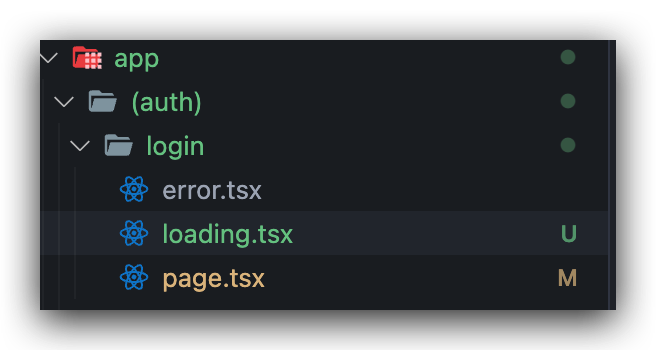 app
(auth)
login
error.tsx
loading.tsx U
page.tsx M